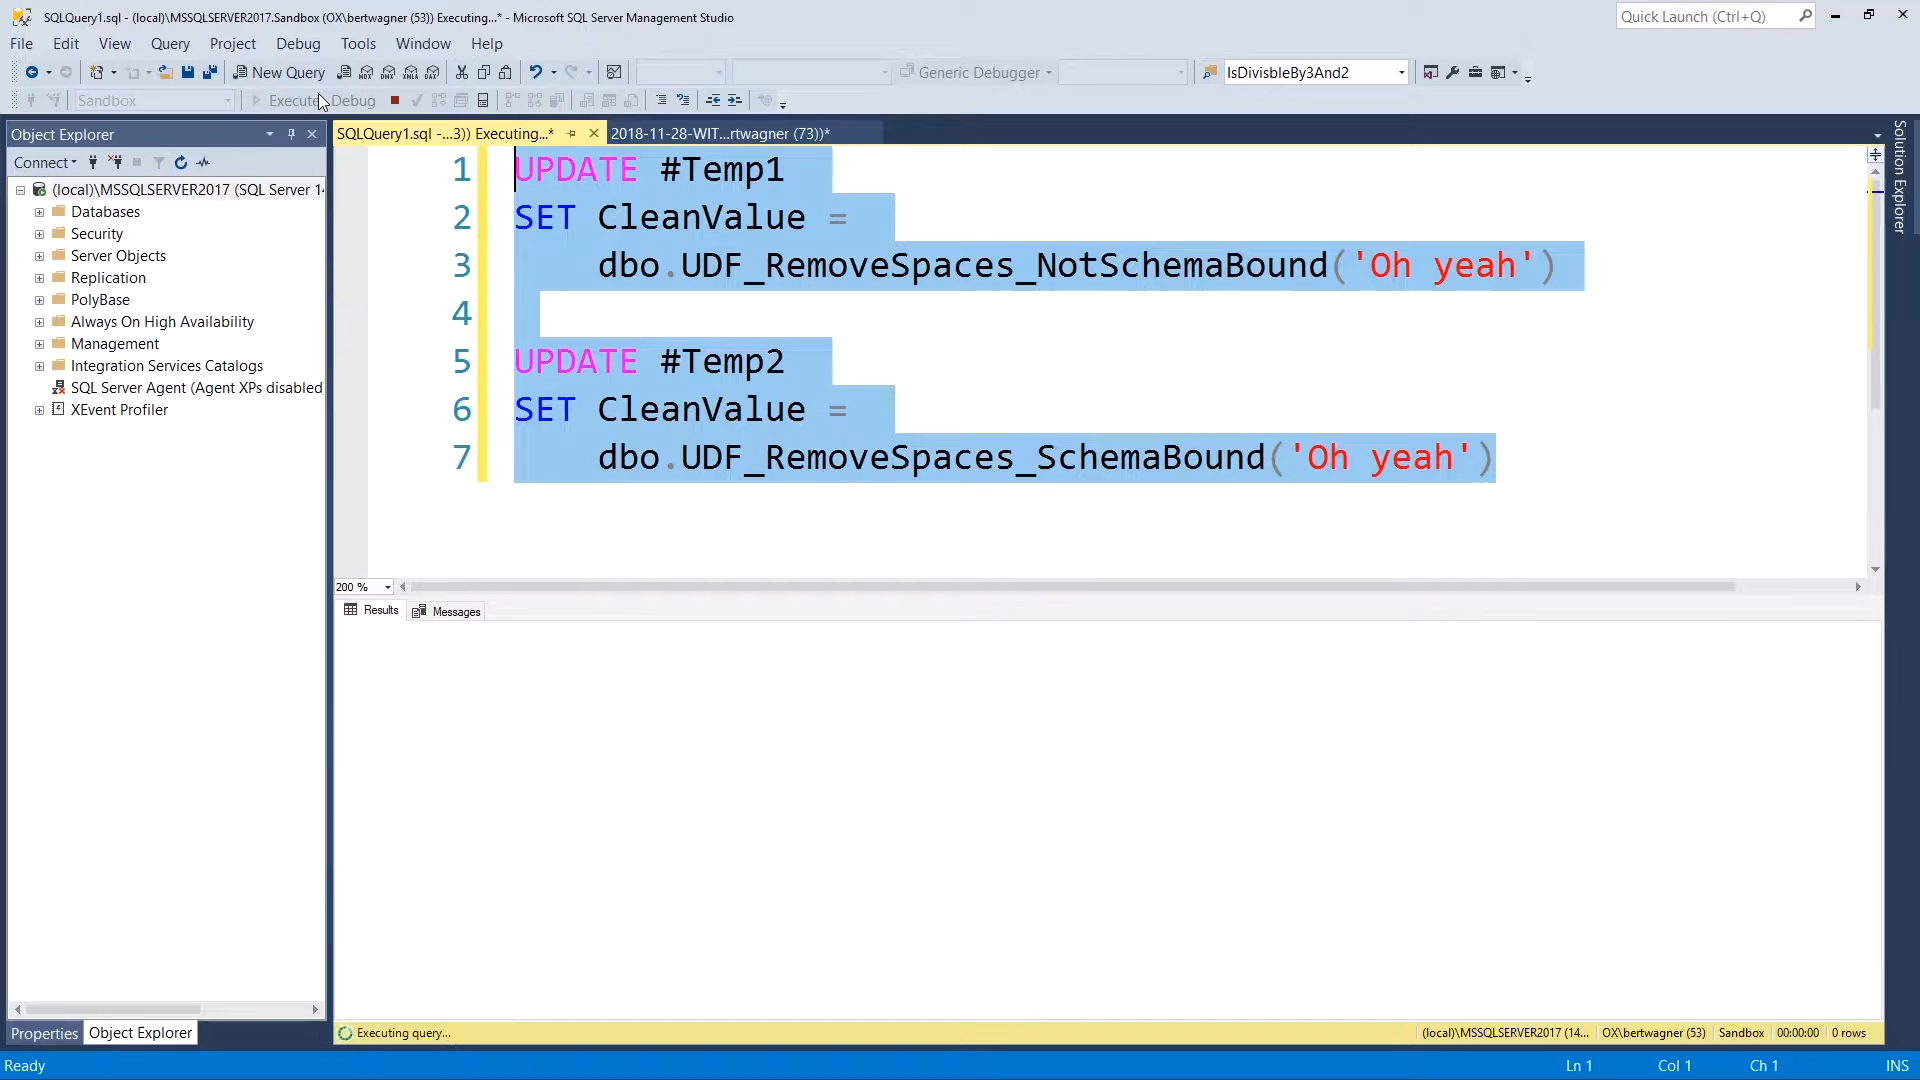 SQLQuery1.sql - (local)\MSSQLSERVER2017.Sandbox (OX\bertwagner (53)) Executing...* - Microsoft SQL Server Management Studio
Quick Launch (Ctrl+Q)
File Edit View Query Project Debug Tools Window Help
New Query
MDX DMX XMLA DAX
Generic Debugger
IsDivisbleBy3And2
Sandbox
Execute
Debug
Object Explorer
SQLQuery1.sql -...3)) Executing...*
2018-11-28-WIT...rtwagner (73))*
Solution Explorer
Connect
(local)\MSSQLSERVER2017 (SQL Server 14
Databases
Security
Server Objects
Replication
PolyBase
Always On High Availability
Management
Integration Services Catalogs
SQL Server Agent (Agent XPs disabled)
XEvent Profiler
1 UPDATE #Temp1
2 SET CleanValue =
3 dbo.UDF_RemoveSpaces_NotSchemaBound('Oh yeah')
4
5 UPDATE #Temp2
6 SET CleanValue =
7 dbo.UDF_RemoveSpaces_SchemaBound('Oh yeah')
200 %
Results
Messages
Properties
Object Explorer
Executing query...
(local)\MSSQLSERVER2017 (14...
OX\bertwagner (53)
Sandbox
00:00:00
0 rows
Ready
Ln 1
Col 1
Ch 1
INS